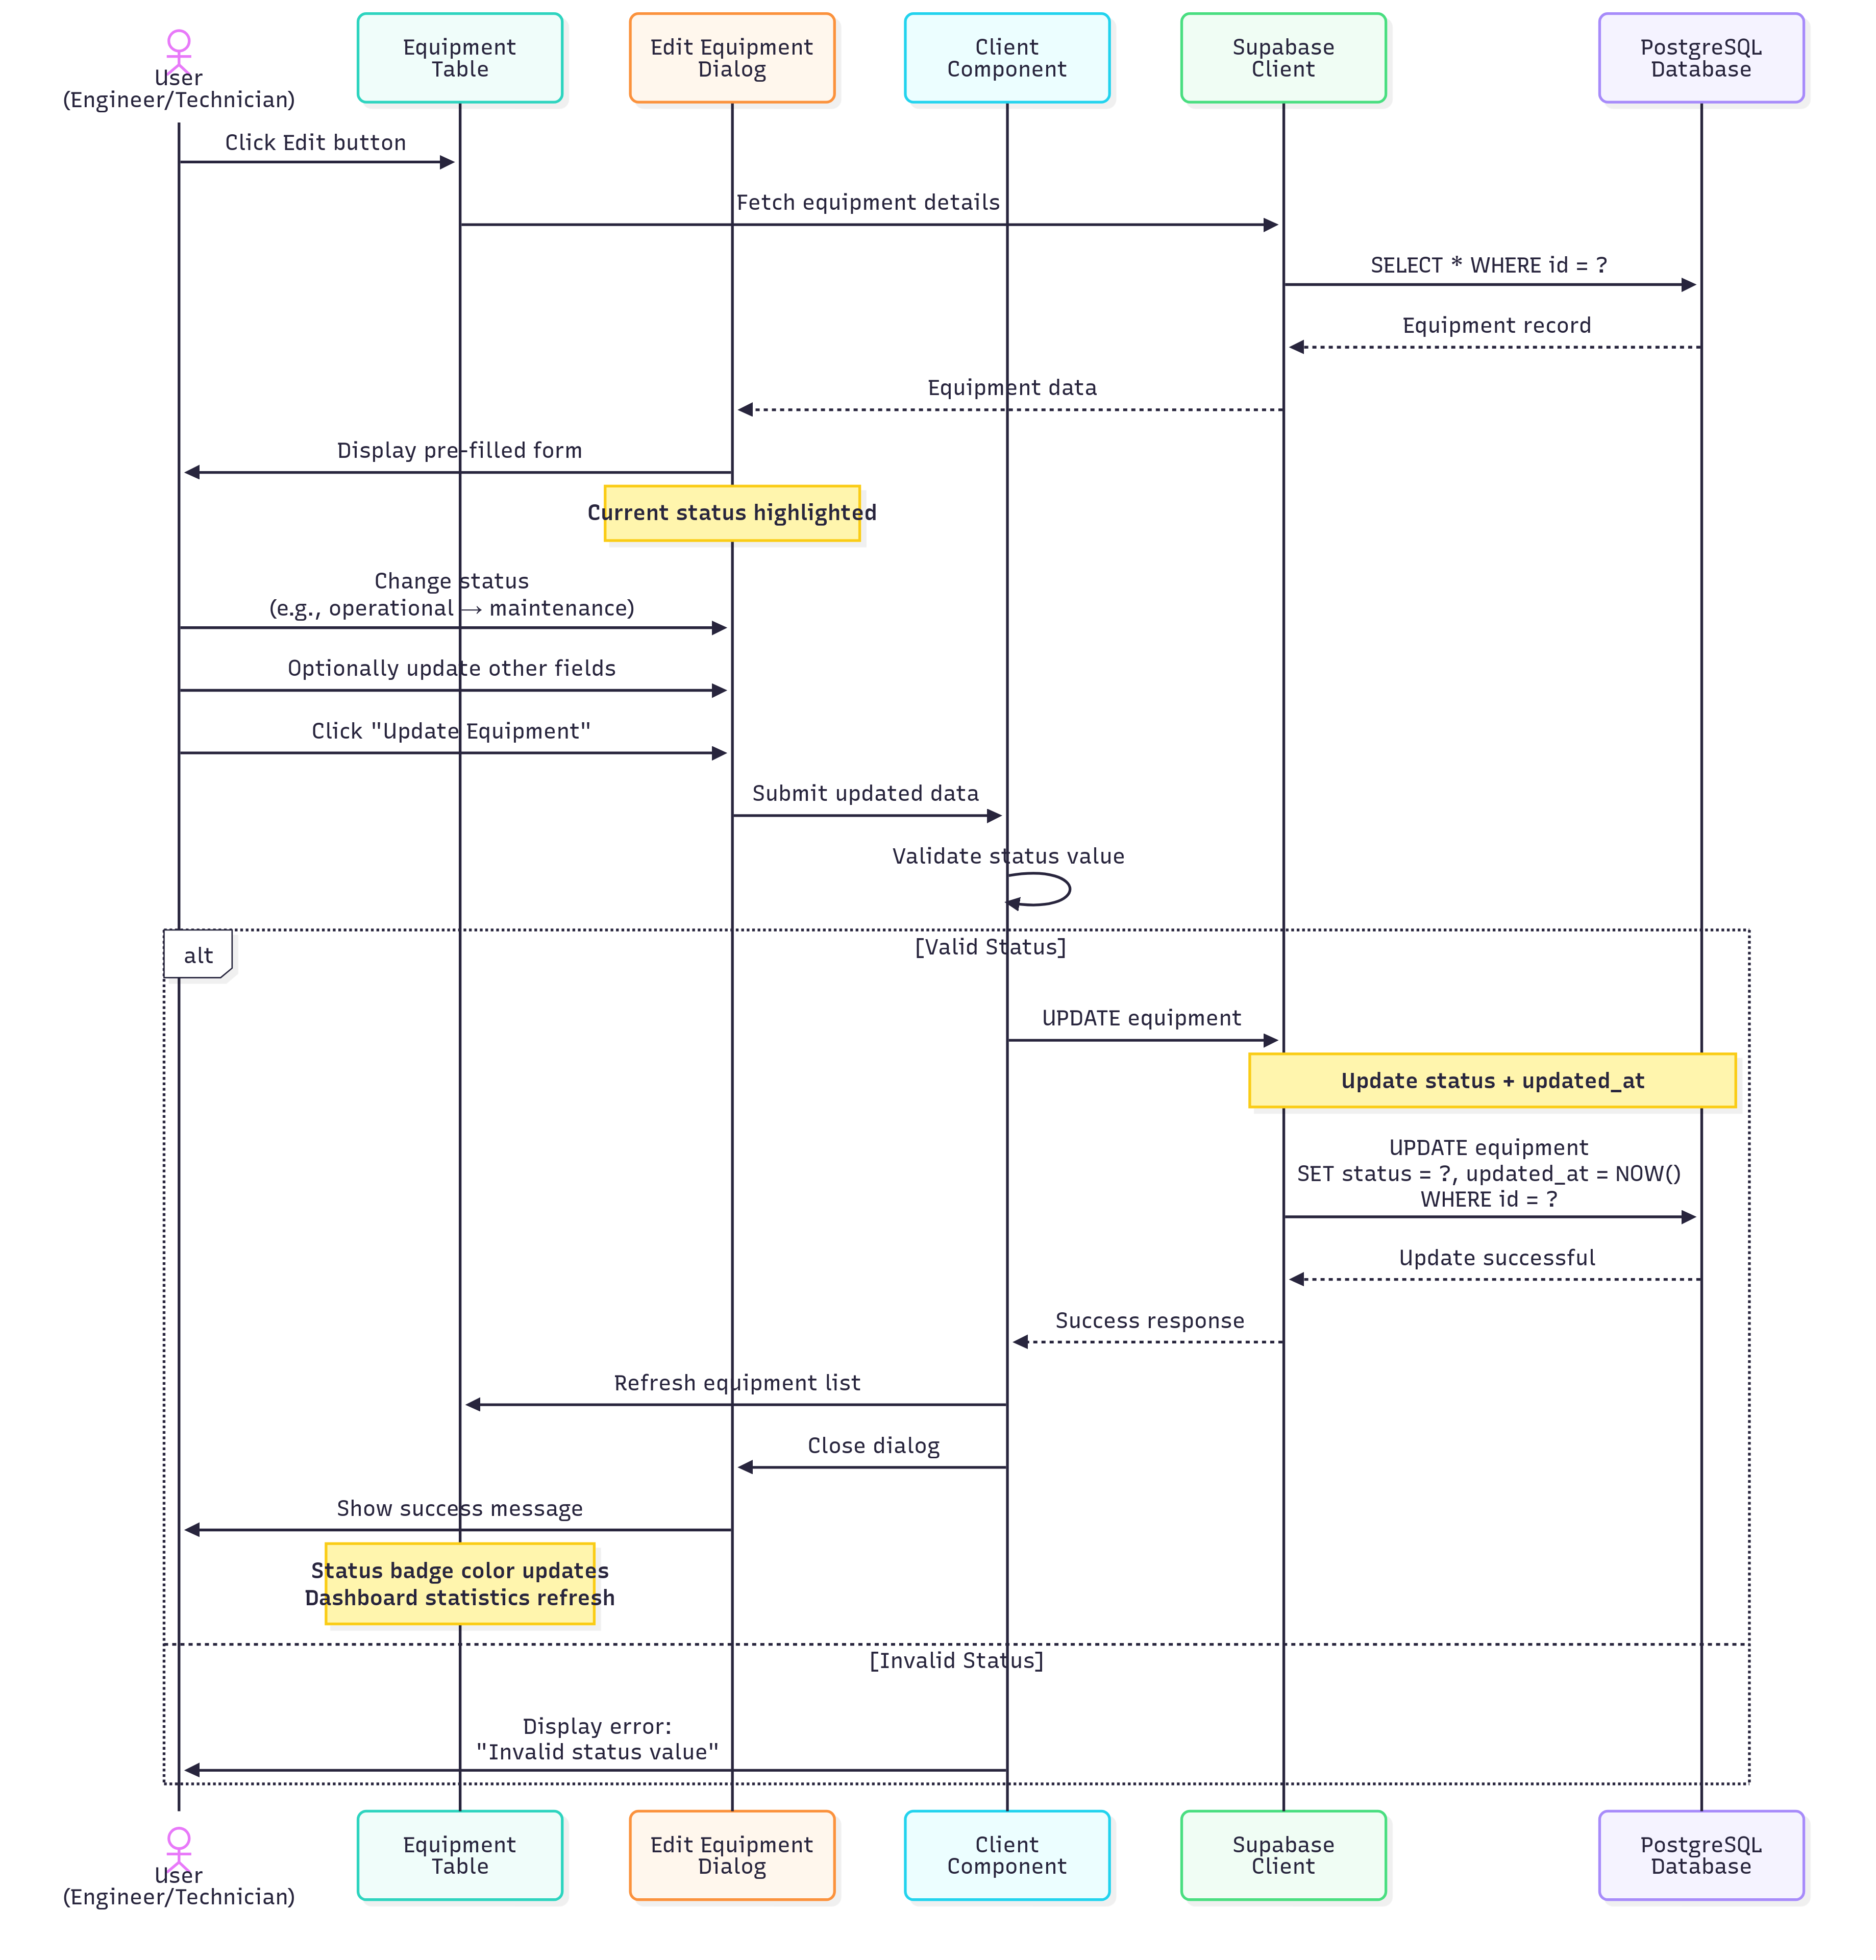 User
(Engineer/Technician)
Equipment
Table
Edit Equipment
Dialog
Client
Component
Supabase
Client
PostgreSQL
Database
Click Edit button
Fetch equipment details
SELECT * WHERE id = ?
Equipment record
Equipment data
Display pre-filled form
Current status highlighted
Change status
(e.g., operational → maintenance)
Optionally update other fields
Click "Update Equipment"
Submit updated data
Validate status value
alt
[Valid Status]
UPDATE equipment
Update status + updated_at
UPDATE equipment
SET status = ?, updated_at = NOW()
WHERE id = ?
Update successful
Success response
Refresh equipment list
Close dialog
Show success message
Status badge color updates
Dashboard statistics refresh
[Invalid Status]
Display error:
"Invalid status value"
User
(Engineer/Technician)
Equipment
Table
Edit Equipment
Dialog
Client
Component
Supabase
Client
PostgreSQL
Database